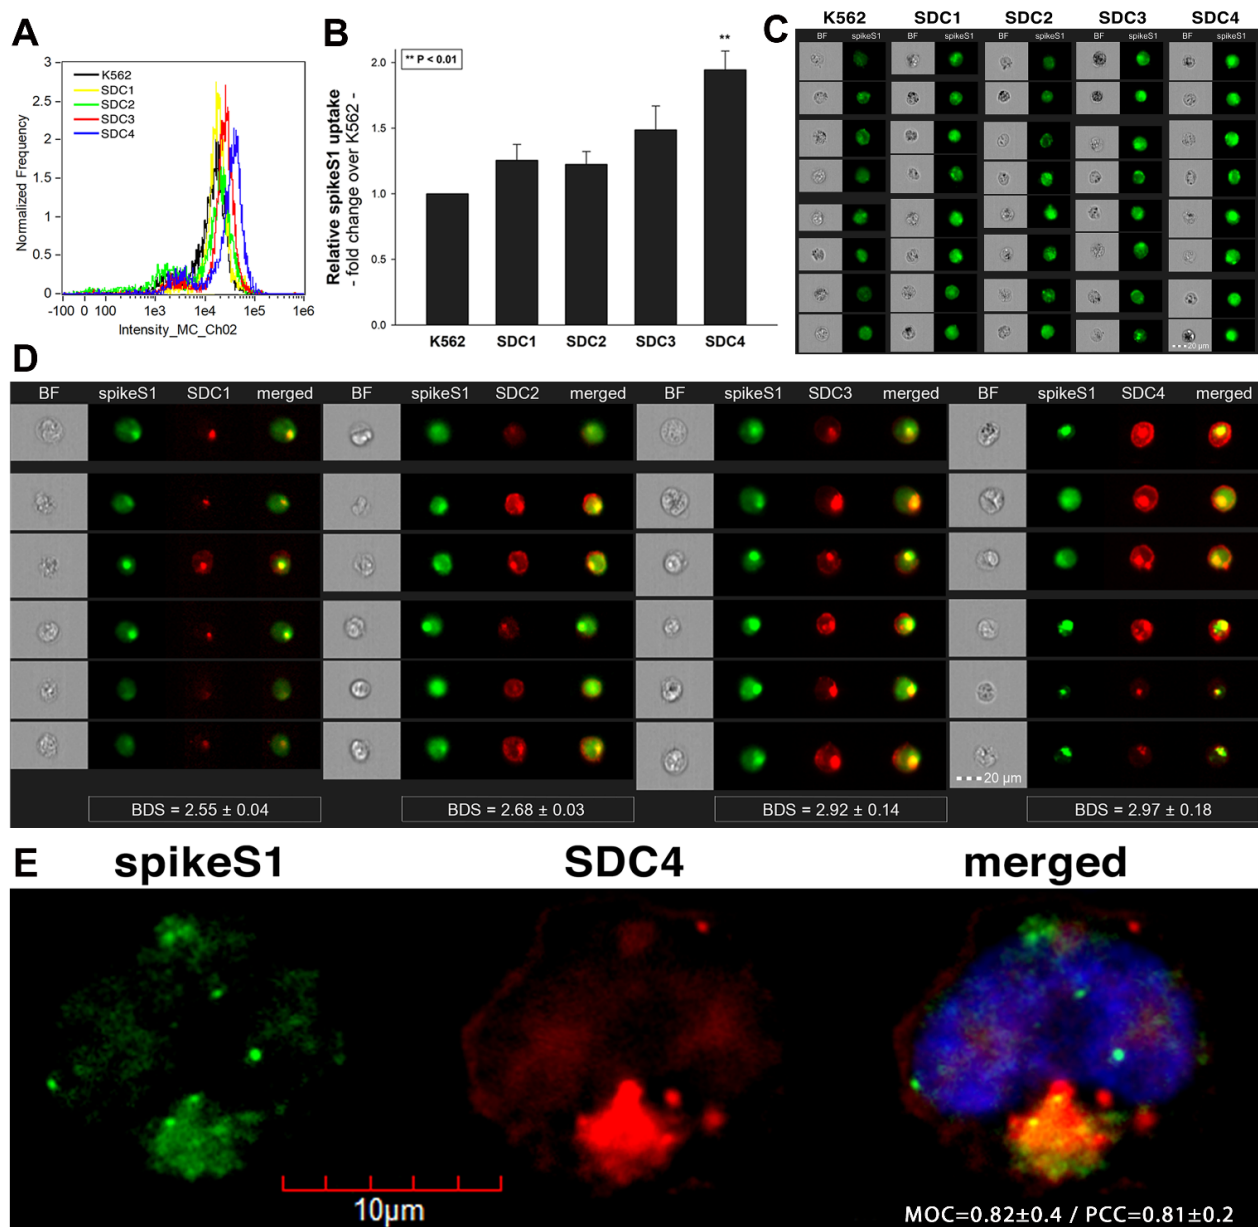 A
3
2.5
2
1.5
1
0.5
0
Normalized Frequency
K562
SDC1
SDC2
SDC3
SDC4
-100 0 100 1e3 1e4 1e5 1e6
Intensity_MC_Ch02
B
** P < 0.01
**
Relative spikeS1 uptake
- fold change over K562 -
2.0
1.5
1.0
0.5
0.0
K562 SDC1 SDC2 SDC3 SDC4
C
K562 SDC1 SDC2 SDC3 SDC4
BF spikeS1 BF spikeS1 BF spikeS1 BF spikeS1 BF spikeS1
20 µm
D
BF spikeS1 SDC1 merged BF spikeS1 SDC2 merged BF spikeS1 SDC3 merged BF spikeS1 SDC4 merged
20 µm
BDS = 2.55 ± 0.04 BDS = 2.68 ± 0.03 BDS = 2.92 ± 0.14 BDS = 2.97 ± 0.18
E
spikeS1 SDC4 merged
10µm
MOC=0.82±0.4 / PCC=0.81±0.2